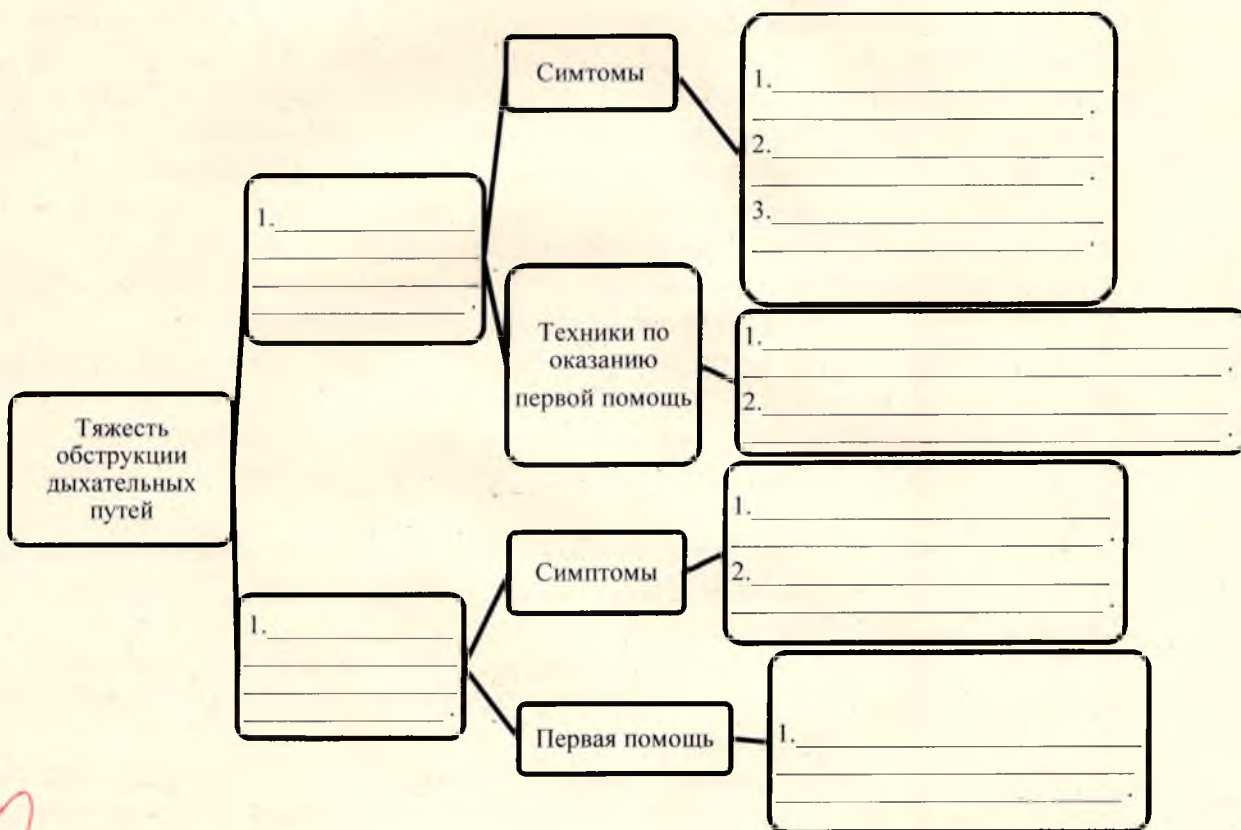 Симтомы
1.
.
2.
.
3.
.
1.
.
Техники по
оказанию
первой помощь
1.
.
2.
.
Тяжесть
обструкции
дыхательных
путей
1.
.
2.
.
Симптомы
1.
.
Первая помощь
1.
.